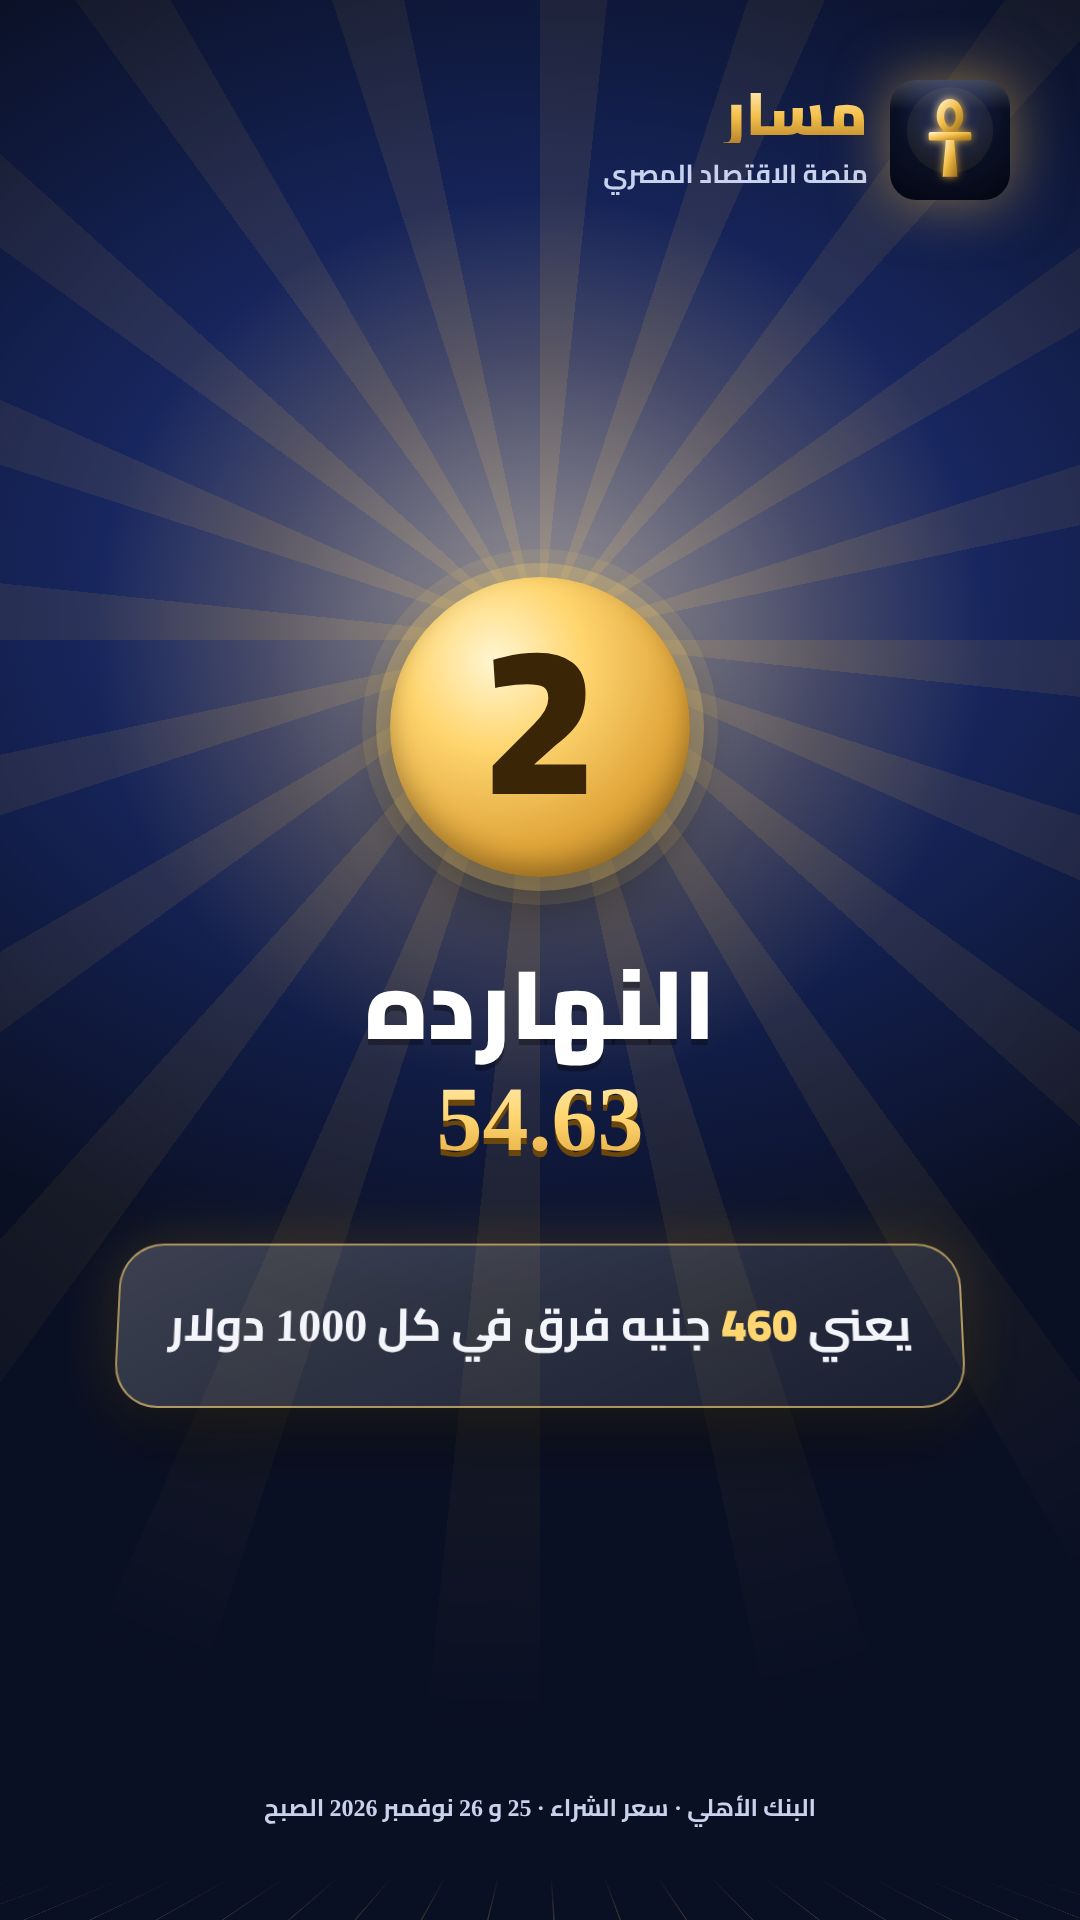 مسار
منصة الاقتصاد المصري
2
النهارده
54.63
يعني 460 جنيه فرق في كل 1000 دولار
البنك الأهلي · سعر الشراء · 25 و 26 نوفمبر 2026 الصبح